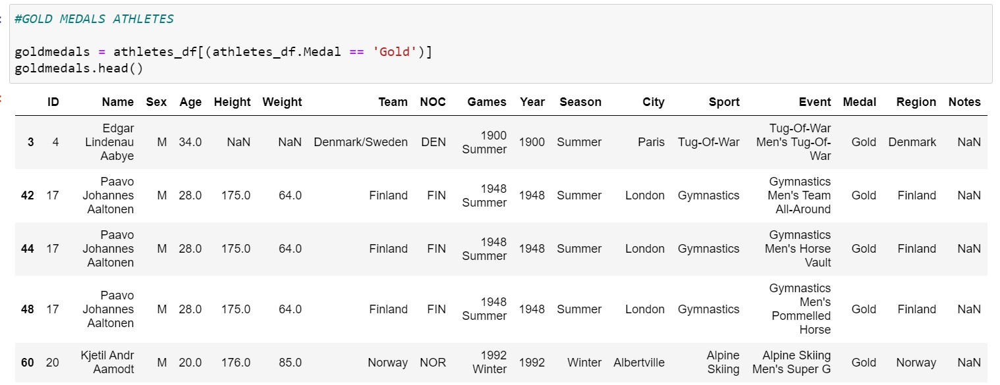 #GOLD MEDALS ATHLETES
goldmedals = athletes_df[(athletes_df.Medal == 'Gold')]
goldmedals.head()
ID Name Sex Age Height Weight Team NOC Games Year Season City Sport Event Medal Region Notes
3 4 Edgar Lindenau Aabye M 34.0 NaN NaN Denmark/Sweden DEN 1900 Summer 1900 Summer Paris Tug-Of-War Tug-Of-War Men's Tug-Of-War Gold Denmark NaN
42 17 Paavo Johannes Aaltonen M 28.0 175.0 64.0 Finland FIN 1948 Summer 1948 Summer London Gymnastics Gymnastics Men's Team All-Around Gold Finland NaN
44 17 Paavo Johannes Aaltonen M 28.0 175.0 64.0 Finland FIN 1948 Summer 1948 Summer London Gymnastics Gymnastics Men's Horse Vault Gold Finland NaN
48 17 Paavo Johannes Aaltonen M 28.0 175.0 64.0 Finland FIN 1948 Summer 1948 Summer London Gymnastics Gymnastics Men's Pommelled Horse Gold Finland NaN
60 20 Kjetil Andr Aamodt M 20.0 176.0 85.0 Norway NOR 1992 Winter 1992 Winter Albertville Alpine Skiing Alpine Skiing Men's Super G Gold Norway NaN